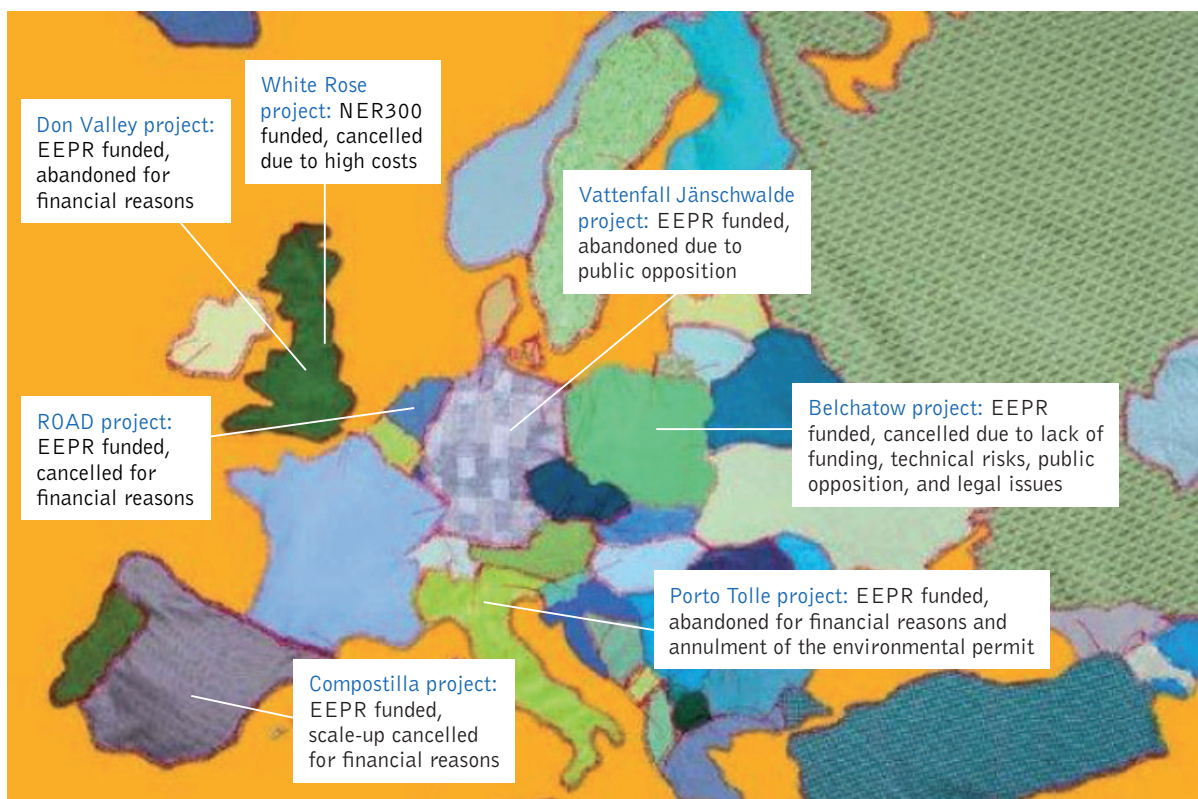 White Rose
project: NER300
funded, cancelled
due to high costs
Don Valley project:
EEPR funded,
abandoned for
financial reasons
Vattenfall Jänschwalde
project: EEPR funded,
abandoned due to
public opposition
ROAD project:
EEPR funded,
cancelled for
financial reasons
Belchatow project: EEPR
funded, cancelled due to lack of
funding, technical risks, public
opposition, and legal issues
Porto Tolle project: EEPR funded,
abandoned for financial reasons and
annulment of the environmental permit
Compostilla project:
EEPR funded,
scale-up cancelled
for financial reasons